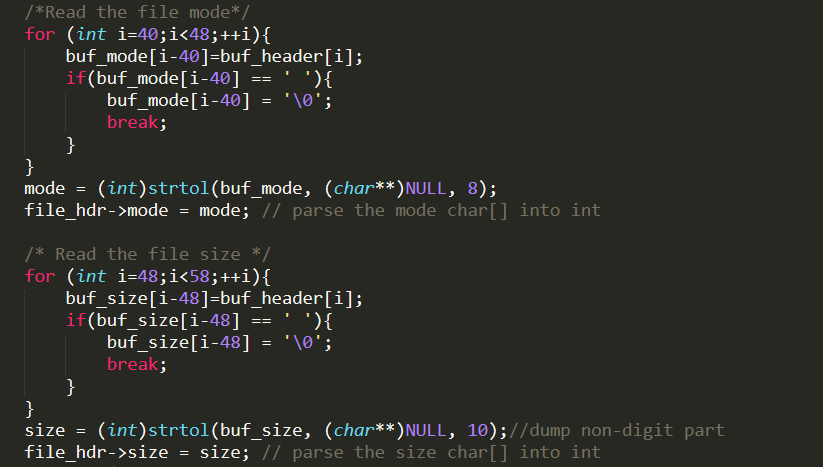 /*Read the file mode*/
for (int i=40;i<48;++i){
    buf_mode[i-40]=buf_header[i];
    if(buf_mode[i-40] == ' '){
        buf_mode[i-40] = '\0';
        break;
    }
}
mode = (int)strtol(buf_mode, (char**)NULL, 8);
file_hdr->mode = mode; // parse the mode char[] into int

/* Read the file size */
for (int i=48;i<58;++i){
    buf_size[i-48]=buf_header[i];
    if(buf_size[i-48] == ' '){
        buf_size[i-48] = '\0';
        break;
    }
}
size = (int)strtol(buf_size, (char**)NULL, 10);//dump non-digit part
file_hdr->size = size; // parse the size char[] into int